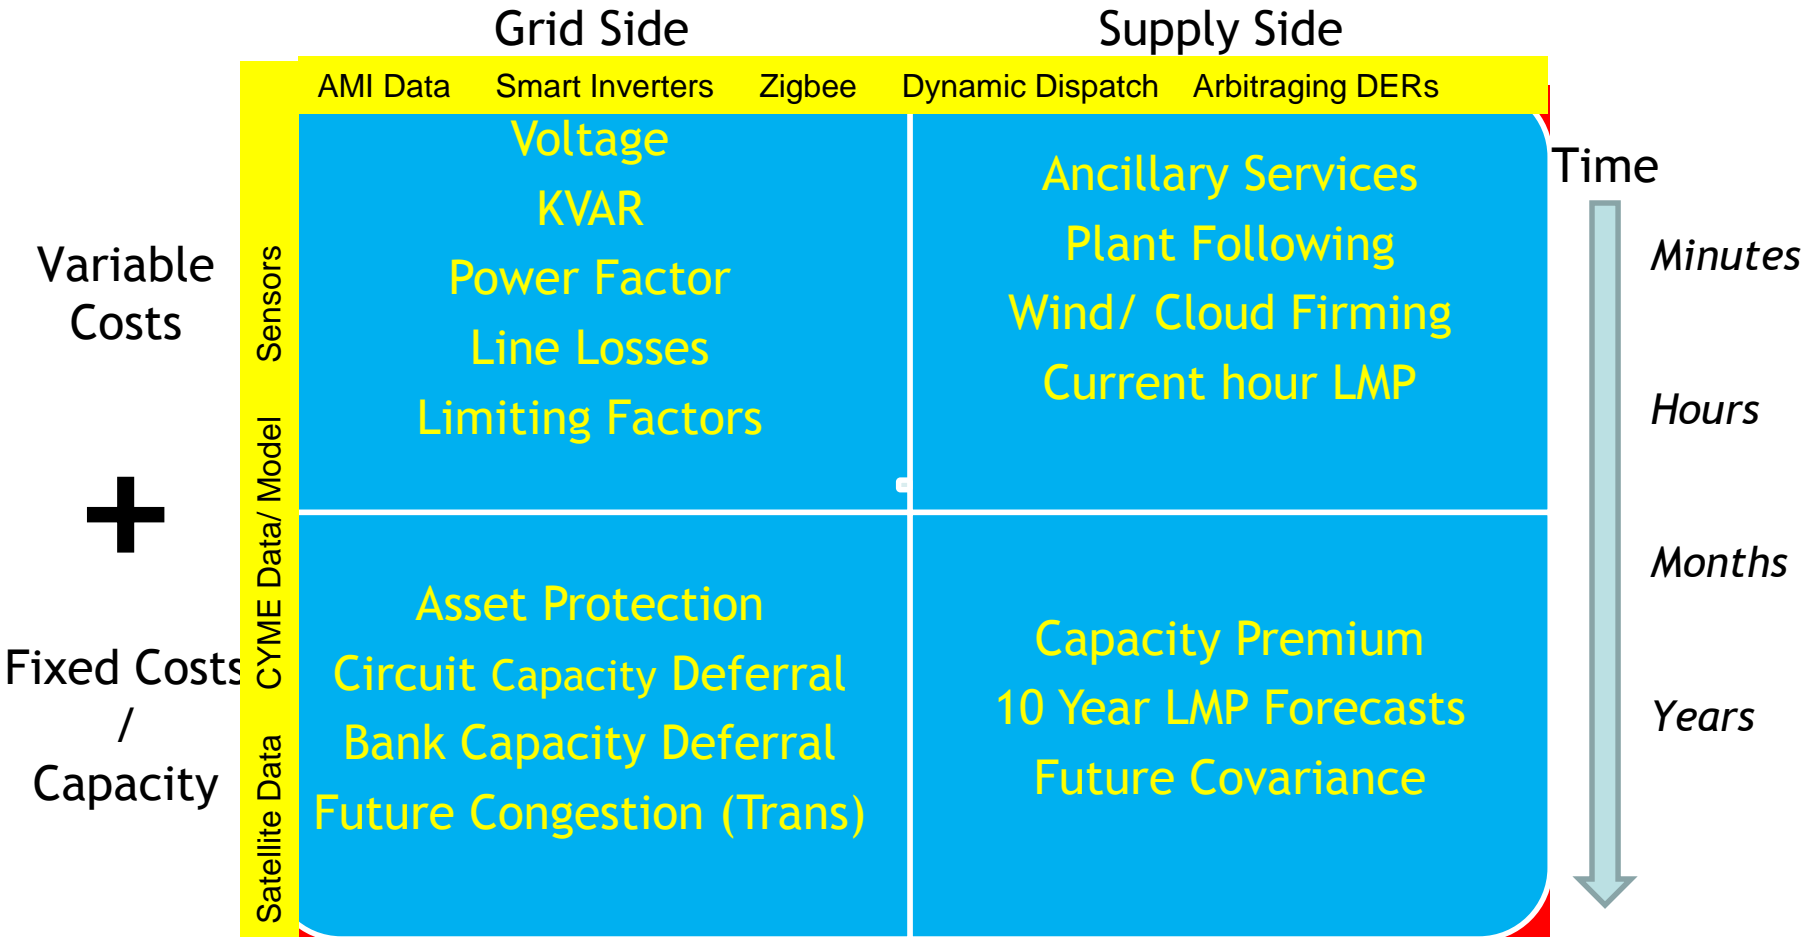 Grid Side
Supply Side
AMI Data
Smart Inverters
Zigbee
Dynamic Dispatch
Arbitraging DERs
Variable
Costs
+
Fixed Costs
/
Capacity
Sensors
CYME Data/ Model
Satellite Data
Voltage
KVAR
Power Factor
Line Losses
Limiting Factors
Ancillary Services
Plant Following
Wind/ Cloud Firming
Current hour LMP
Asset Protection
Circuit Capacity Deferral
Bank Capacity Deferral
Future Congestion (Trans)
Capacity Premium
10 Year LMP Forecasts
Future Covariance
Time
Minutes
Hours
Months
Years